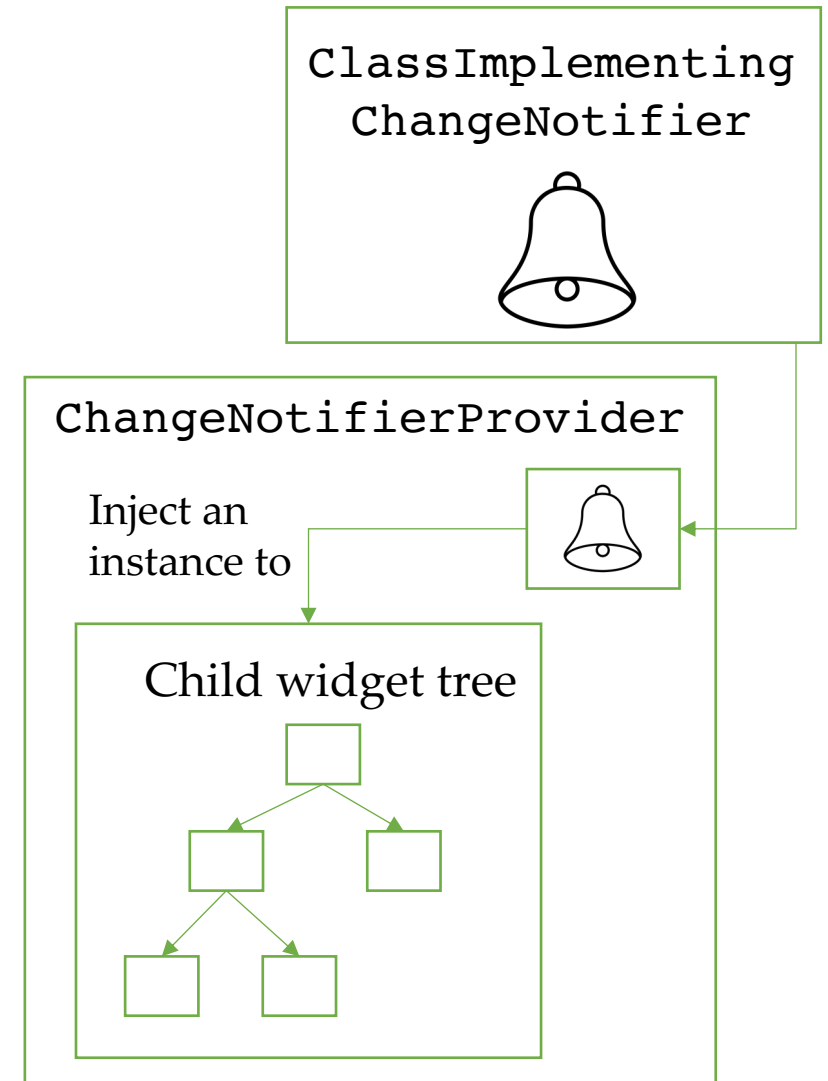 ClassImplementing
ChangeNotifier
ChangeNotifierProvider
Inject an
instance to
Child widget tree